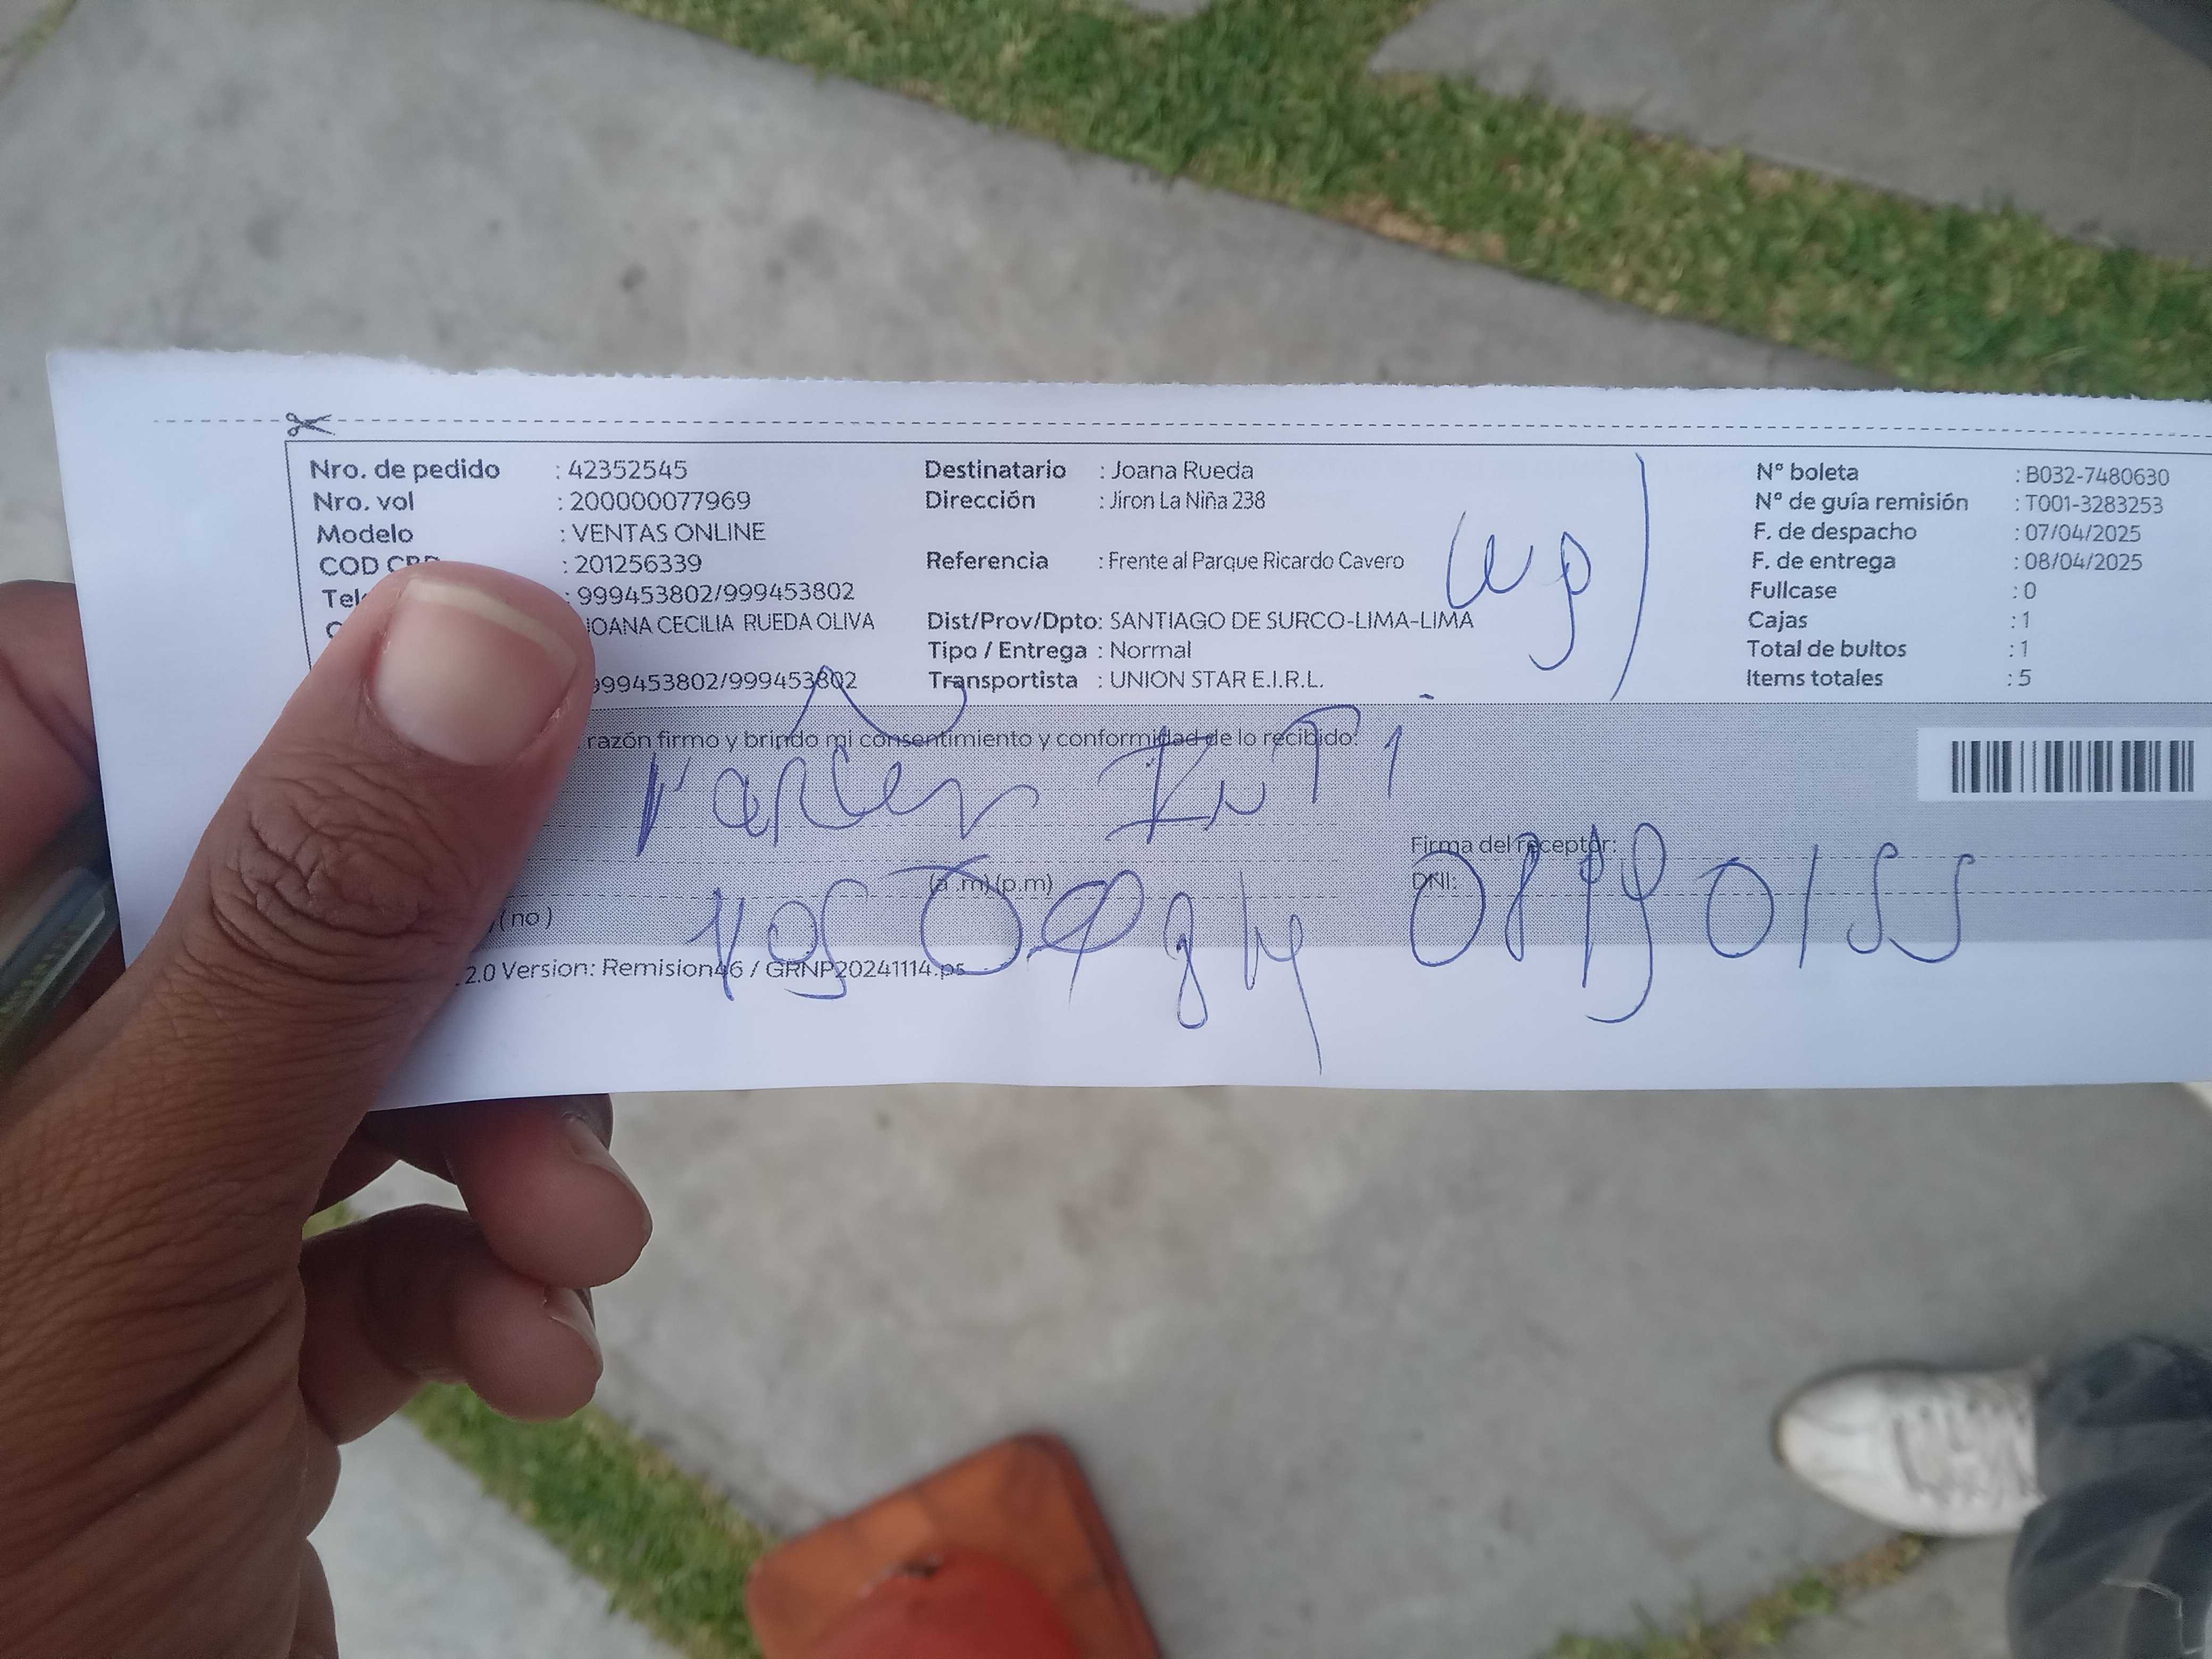 Nro. de pedido : 42352545
Nro. vol : 200000077969
Modelo : VENTAS ONLINE
COD : 201256339
: 999453802/999453802
JOANA CECILIA RUEDA OLIVA
999453802/999453802
Destinatario : Joana Rueda
Dirección : Jiron La Niña 238
Referencia : Frente al Parque Ricardo Cavero
Dist/Prov/Dpto: SANTIAGO DE SURCO-LIMA-LIMA
Tipo / Entrega : Normal
Transportista : UNION STAR E.I.R.L.
N° boleta : B032-7480630
N° de guía remisión : T001-3283253
F. de despacho : 07/04/2025
F. de entrega : 08/04/2025
Fullcase : 0
Cajas : 1
Total de bultos : 1
Items totales : 5
razón firmo y brindo mi consentimiento y conformidad de lo recibido.
Firma del receptor:
(a .m) (p.m)
DNI:
(no )
2.0 Version: Remision46 / GRNP20241114.ps